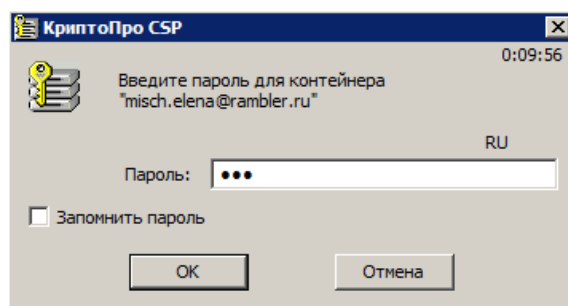 КриптоПро CSP
0:09:56
Введите пароль для контейнера
"misch.elena@rambler.ru"
RU
Пароль: •••
Запомнить пароль
OK Отмена